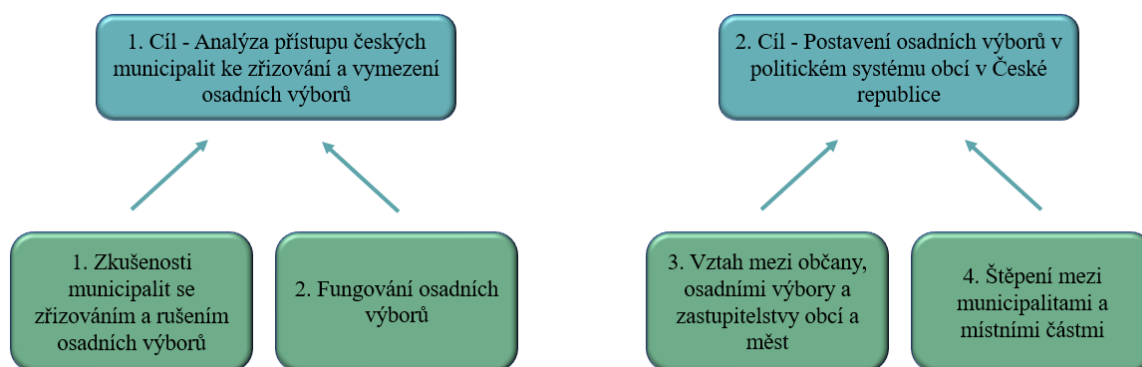 1. Cíl - Analýza přístupu českých
municipalit ke zřizování a vymezení
osadních výborů
2. Cíl - Postavení osadních výborů v
politickém systému obcí v České
republice
1. Zkušenosti
municipalit se
zřizováním a rušením
osadních výborů
2. Fungování osadních
výborů
3. Vztah mezi občany,
osadními výbory a
zastupitelstvy obcí a
měst
4. Štěpení mezi
municipalitami a
místními částmi